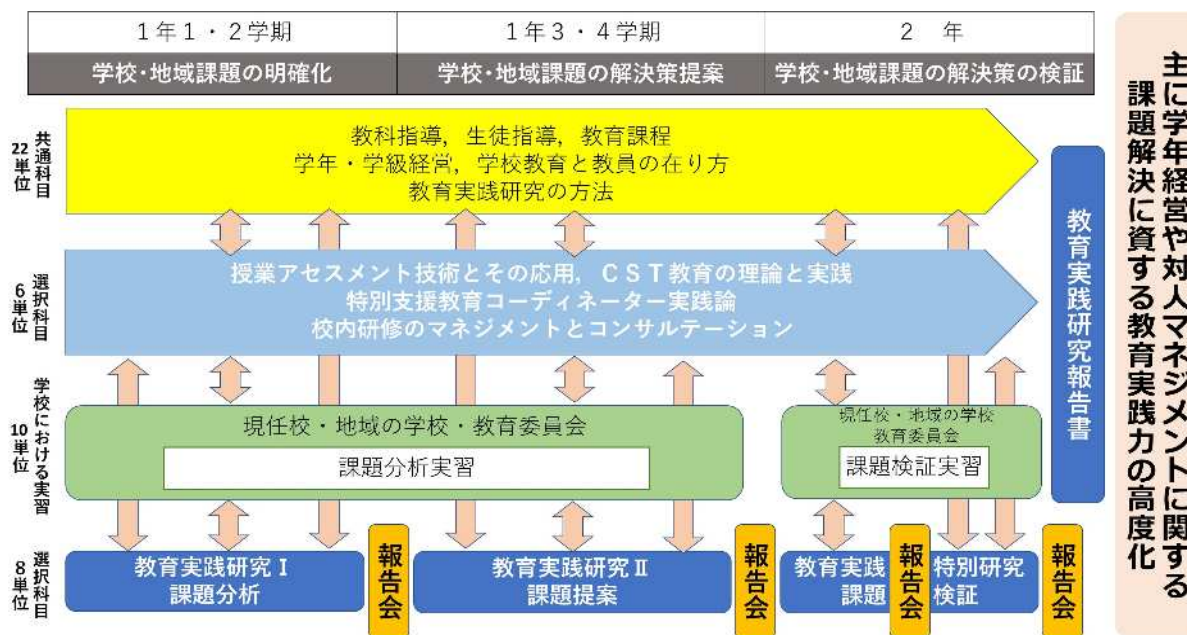 1年1・2学期
1年3・4学期
2 年
学校・地域課題の明確化
学校・地域課題の解決策提案
学校・地域課題の解決策の検証
共通科目
22単位
教科指導，生徒指導，教育課程
学年・学級経営，学校教育と教員の在り方
教育実践研究の方法
選択科目
6単位
授業アセスメント技術とその応用，ＣＳＴ教育の理論と実践
特別支援教育コーディネーター実践論
校内研修のマネジメントとコンサルテーション
学校における実習
10単位
現任校・地域の学校・教育委員会
課題分析実習
現任校・地域の学校
教育委員会
課題検証実習
選択科目
8単位
教育実践研究Ⅰ
課題分析
報告会
教育実践研究Ⅱ
課題提案
報告会
教育実践
課題
報告会
特別研究
検証
報告会
教育実践研究報告書
主に学年経営や対人マネジメントに関する
課題解決に資する教育実践力の高度化